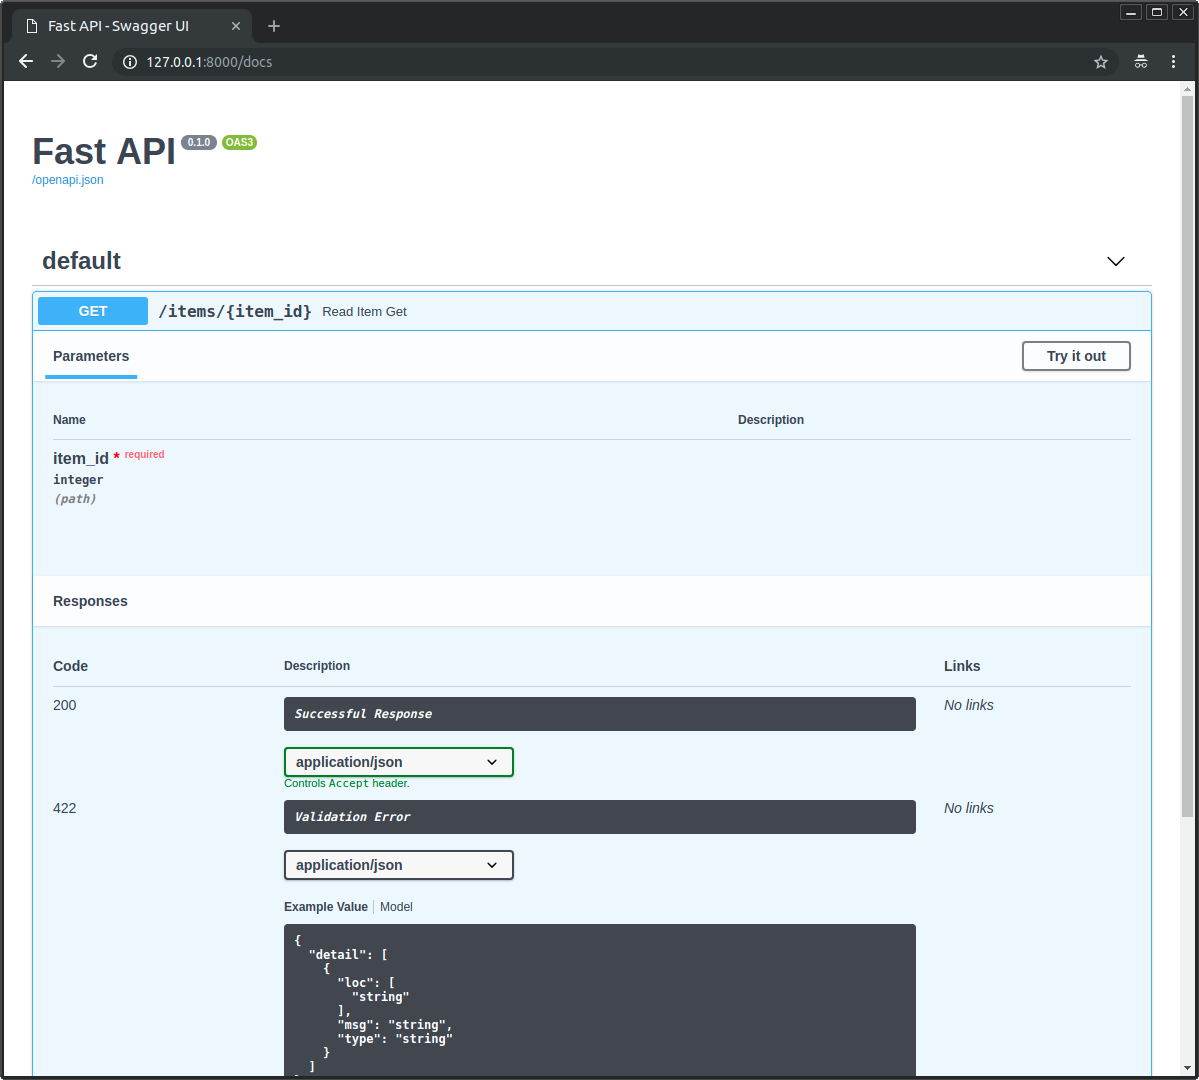 Fast API - Swagger UI
127.0.0.1:8000/docs
Fast API 0.1.0 OAS3
/openapi.json
default
GET /items/{item_id} Read Item Get
Parameters Try it out
Name Description
item_id * required
integer
(path)
Responses
Code Description Links
200 Successful Response No links
application/json
Controls Accept header.
422 Validation Error No links
application/json
Example Value Model
{
  "detail": [
    {
      "loc": [
        "string"
      ],
      "msg": "string",
      "type": "string"
    }
  ]